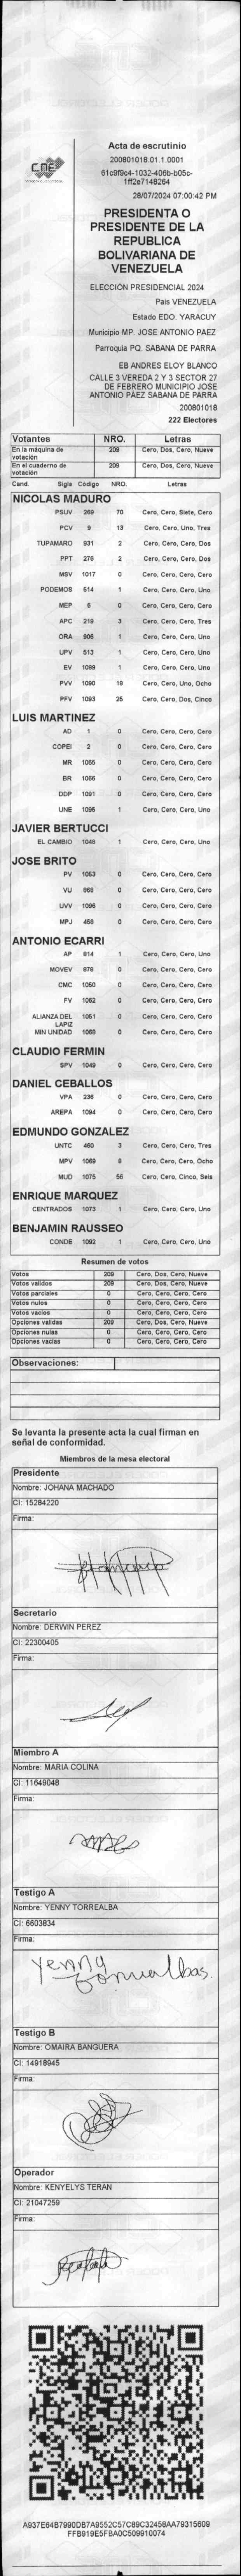 CNE
Acta de escrutinio
200801018.01.1.0001
61c9f9c4-1032-406b-b05c-
1ff2e7148264
28/07/2024 07:00:42 PM
PRESIDENTA O
PRESIDENTE DE LA
REPUBLICA
BOLIVARIANA DE
VENEZUELA
ELECCIÓN PRESIDENCIAL 2024
Pais VENEZUELA
Estado EDO. YARACUY
Municipio MP. JOSE ANTONIO PAEZ
Parroquia PQ. SABANA DE PARRA
EB ANDRES ELOY BLANCO
CALLE 3 VEREDA 2 Y 3 SECTOR 27
DE FEBRERO MUNICIPIO JOSE
ANTONIO PAEZ SABANA DE PARRA
200801018
222 Electores
Votantes NRO. Letras
En la máquina de votación 209 Cero, Dos, Cero, Nueve
En el cuaderno de votación 209 Cero, Dos, Cero, Nueve
Cand. Sigla Código NRO. Letras
NICOLAS MADURO
PSUV 269 70 Cero, Cero, Siete, Cero
PCV 9 13 Cero, Cero, Uno, Tres
TUPAMARO 931 2 Cero, Cero, Cero, Dos
PPT 276 2 Cero, Cero, Cero, Dos
MSV 1017 0 Cero, Cero, Cero, Cero
PODEMOS 514 1 Cero, Cero, Cero, Uno
MEP 6 0 Cero, Cero, Cero, Cero
APC 219 3 Cero, Cero, Cero, Tres
ORA 906 1 Cero, Cero, Cero, Uno
UPV 513 1 Cero, Cero, Cero, Uno
EV 1089 1 Cero, Cero, Cero, Uno
PVV 1090 18 Cero, Cero, Uno, Ocho
PFV 1093 25 Cero, Cero, Dos, Cinco
LUIS MARTINEZ
AD 1 0 Cero, Cero, Cero, Cero
COPEI 2 0 Cero, Cero, Cero, Cero
MR 1065 0 Cero, Cero, Cero, Cero
BR 1066 0 Cero, Cero, Cero, Cero
DDP 1091 0 Cero, Cero, Cero, Cero
UNE 1095 1 Cero, Cero, Cero, Uno
JAVIER BERTUCCI
EL CAMBIO 1048 1 Cero, Cero, Cero, Uno
JOSE BRITO
PV 1053 0 Cero, Cero, Cero, Cero
VU 868 0 Cero, Cero, Cero, Cero
UVV 1096 0 Cero, Cero, Cero, Cero
MPJ 458 0 Cero, Cero, Cero, Cero
ANTONIO ECARRI
AP 814 1 Cero, Cero, Cero, Uno
MOVEV 878 0 Cero, Cero, Cero, Cero
CMC 1050 0 Cero, Cero, Cero, Cero
FV 1062 0 Cero, Cero, Cero, Cero
ALIANZA DEL LAPIZ 1051 0 Cero, Cero, Cero, Cero
MIN UNIDAD 1068 0 Cero, Cero, Cero, Cero
CLAUDIO FERMIN
SPV 1049 0 Cero, Cero, Cero, Cero
DANIEL CEBALLOS
VPA 236 0 Cero, Cero, Cero, Cero
AREPA 1094 0 Cero, Cero, Cero, Cero
EDMUNDO GONZALEZ
UNTC 460 3 Cero, Cero, Cero, Tres
MPV 1069 8 Cero, Cero, Cero, Ocho
MUD 1075 56 Cero, Cero, Cinco, Seis
ENRIQUE MARQUEZ
CENTRADOS 1073 1 Cero, Cero, Cero, Uno
BENJAMIN RAUSSEO
CONDE 1092 1 Cero, Cero, Cero, Uno
Resumen de votos
Votos 209 Cero, Dos, Cero, Nueve
Votos validos 209 Cero, Dos, Cero, Nueve
Votos parciales 0 Cero, Cero, Cero, Cero
Votos nulos 0 Cero, Cero, Cero, Cero
Votos vacios 0 Cero, Cero, Cero, Cero
Opciones validas 209 Cero, Dos, Cero, Nueve
Opciones nulas 0 Cero, Cero, Cero, Cero
Opciones vacias 0 Cero, Cero, Cero, Cero
Observaciones:
Se levanta la presente acta la cual firman en
señal de conformidad.
Miembros de la mesa electoral
Presidente
Nombre: JOHANA MACHADO
CI: 15284220
Firma:
Secretario
Nombre: DERWIN PEREZ
CI: 22300405
Firma:
Miembro A
Nombre: MARIA COLINA
CI: 11649048
Firma:
Testigo A
Nombre: YENNY TORREALBA
CI: 6603834
Firma:
Yenny
Testigo B
Nombre: OMAIRA BANGUERA
CI: 14918945
Firma:
Operador
Nombre: KENYELYS TERAN
CI: 21047259
Firma:
A937E64B7990DB7A9552C57C89C32458AA79315609
FFB919E5FBA0C509910074